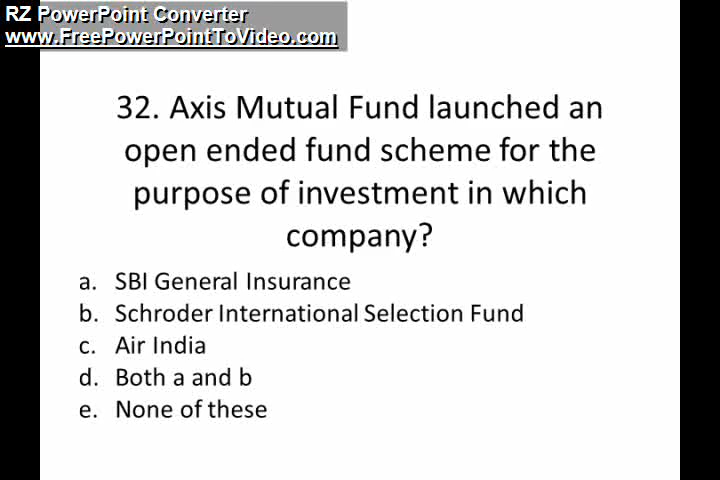 RZ PowerPoint Converter
www.FreePowerPointToVideo.com
32. Axis Mutual Fund launched an
open ended fund scheme for the
purpose of investment in which
company?
a. SBI General Insurance
b. Schroder International Selection Fund
c. Air India
d. Both a and b
e. None of these